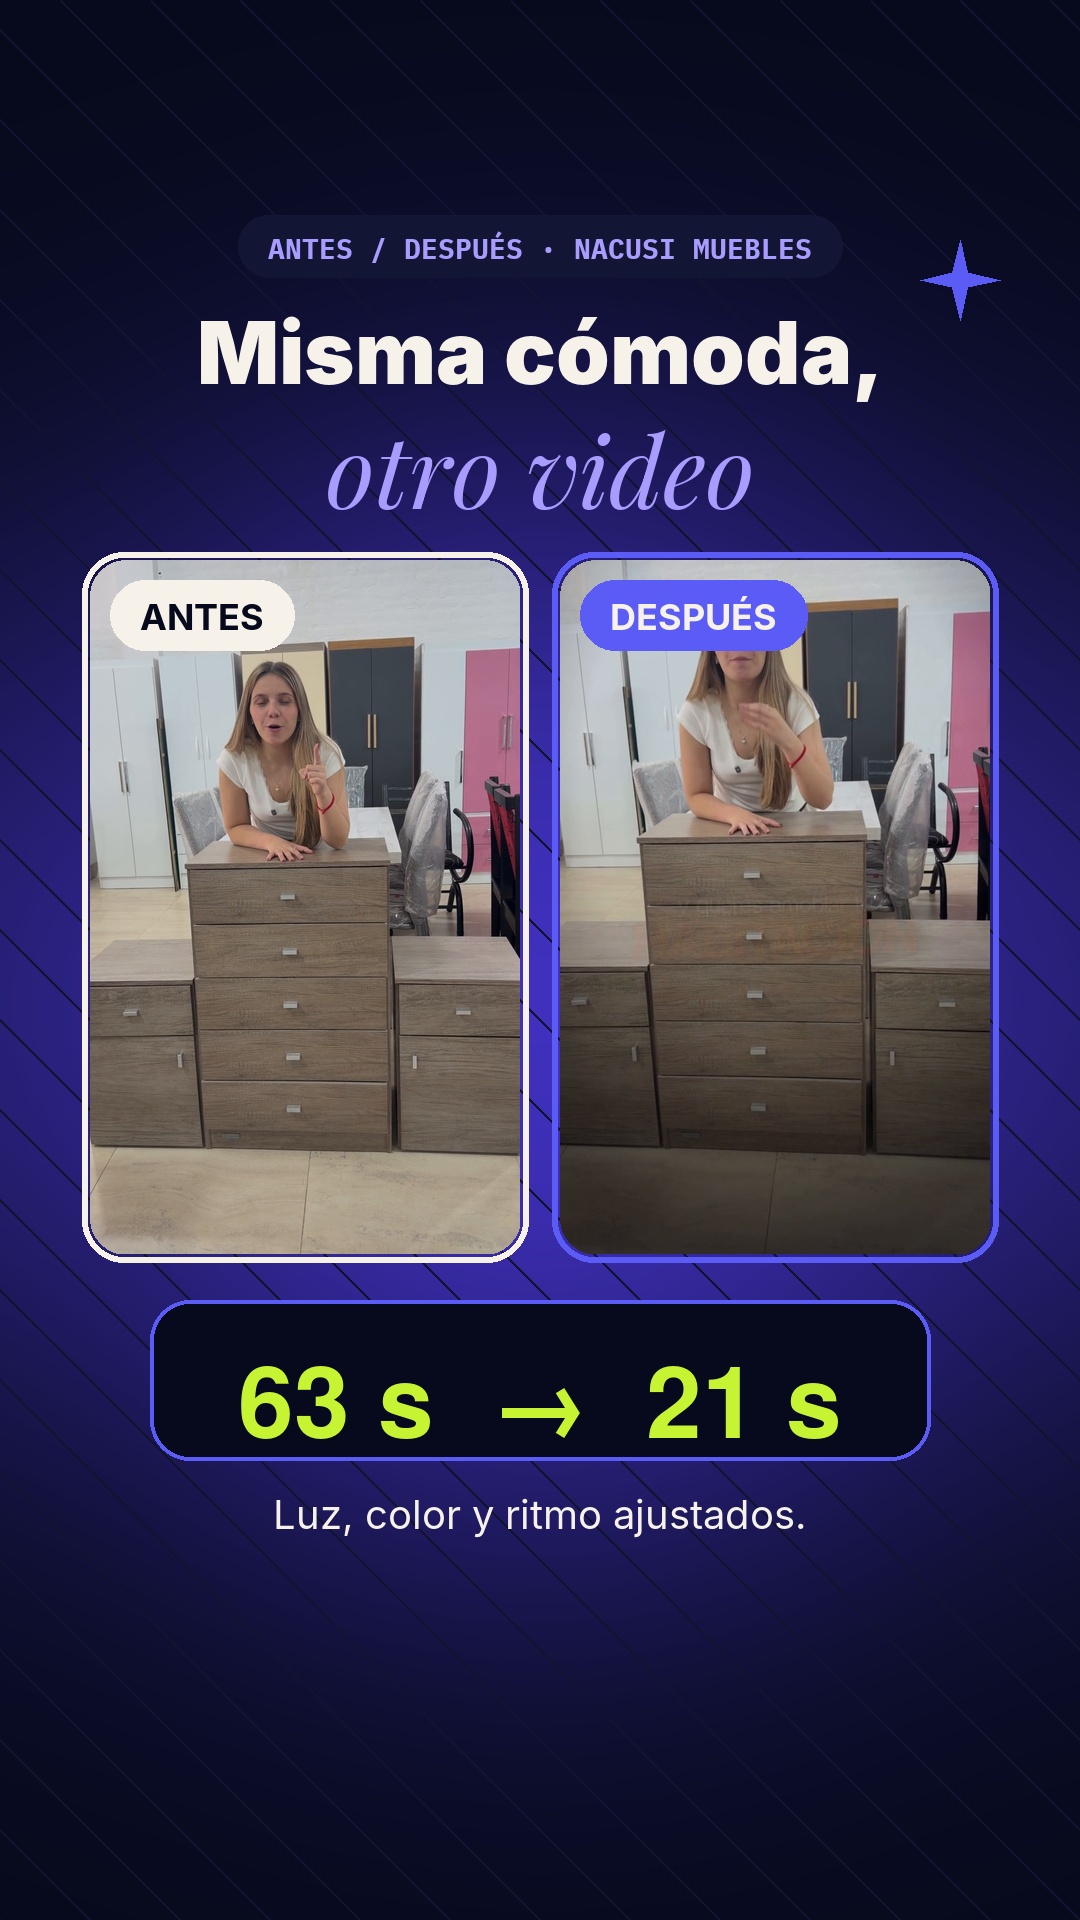 ANTES / DESPUÉS · NACUSI MUEBLES
Misma cómoda,
otro video
ANTES
DESPUÉS
63 s → 21 s
Luz, color y ritmo ajustados.